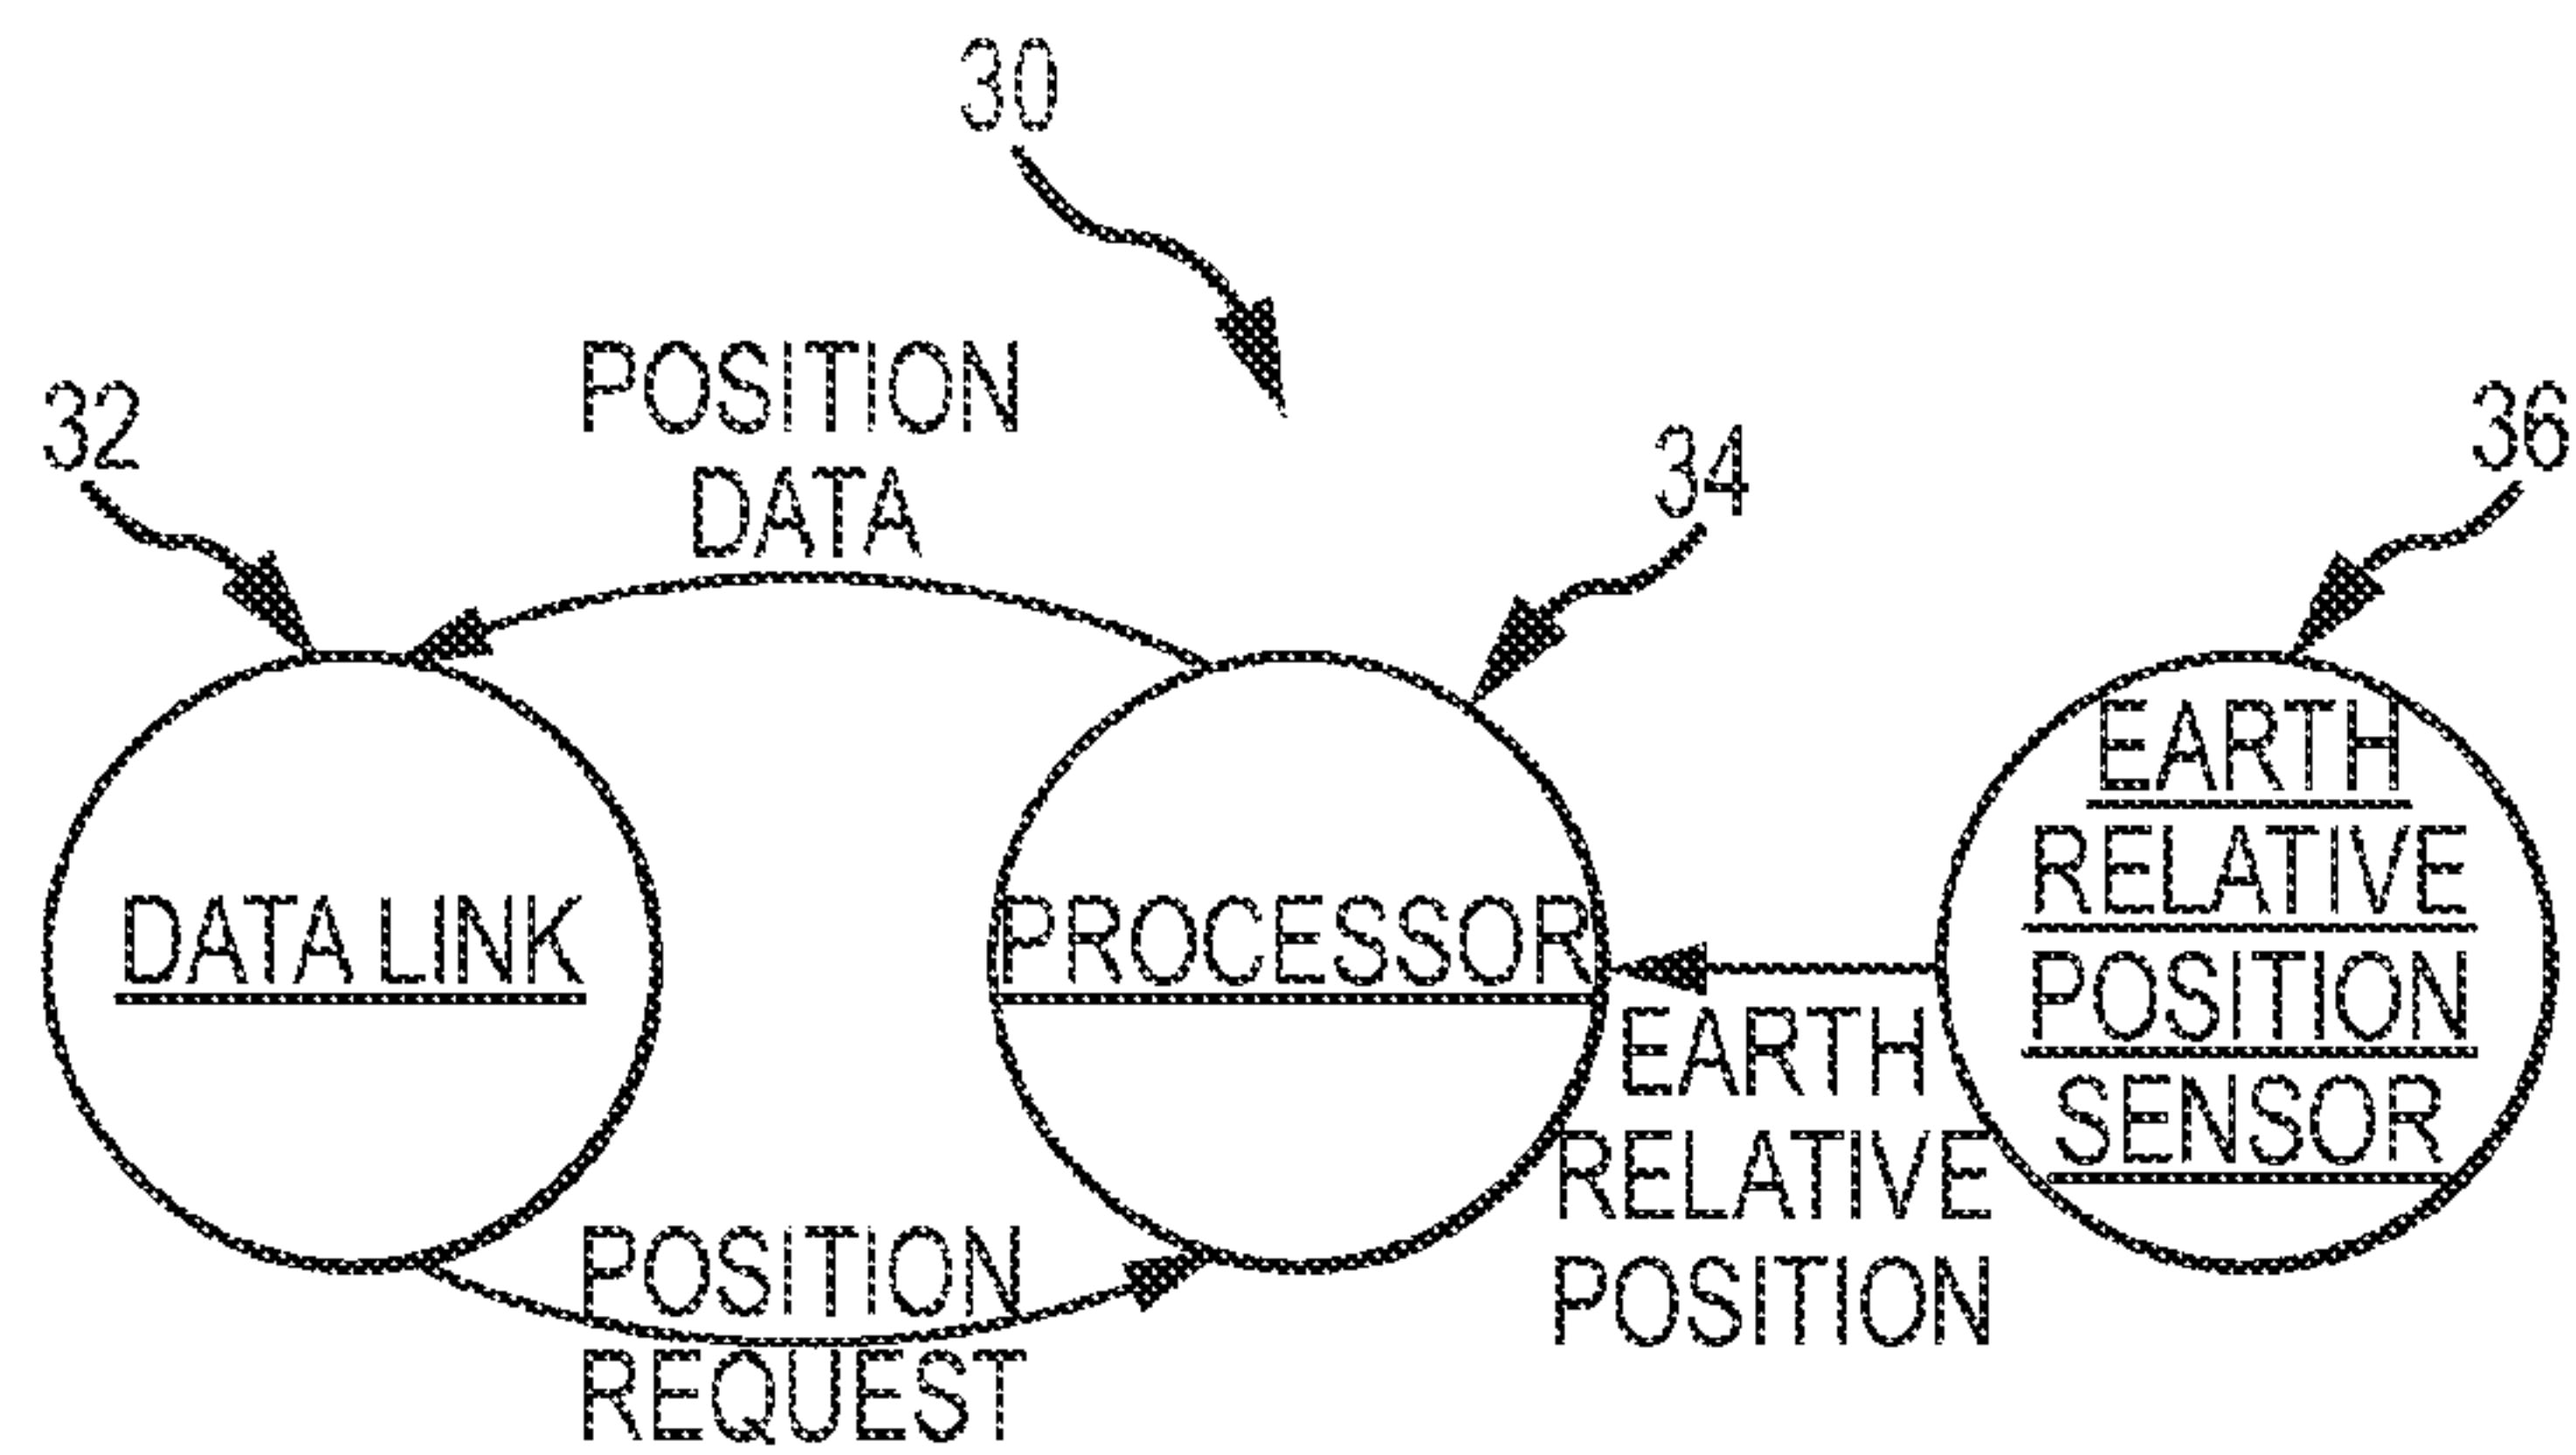 30
POSITION
DATA
32
34
36
DATA LINK
PROCESSOR
EARTH
RELATIVE
POSITION
SENSOR
EARTH
RELATIVE
POSITION
POSITION
REQUEST